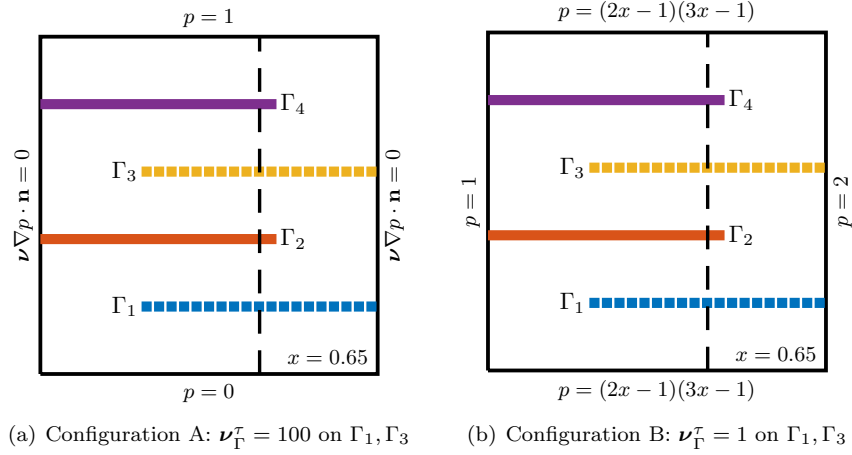 p = 1
Γ₄
Γ₃
ν∇p · n = 0
ν∇p · n = 0
Γ₂
Γ₁
x = 0.65
p = 0
(a) Configuration A: ν_Γ^τ = 100 on Γ₁, Γ₃
p = (2x − 1)(3x − 1)
Γ₄
Γ₃
p = 1
p = 2
Γ₂
Γ₁
x = 0.65
p = (2x − 1)(3x − 1)
(b) Configuration B: ν_Γ^τ = 1 on Γ₁, Γ₃